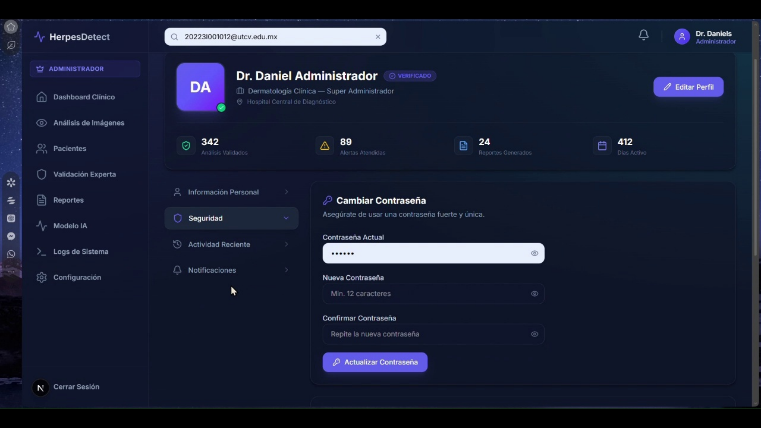 HerpesDetect
20223l001012@utcv.edu.mx
Dr. Daniels
Administrador
ADMINISTRADOR
Dashboard Clínico
Análisis de Imágenes
Pacientes
Validación Experta
Reportes
Modelo IA
Logs de Sistema
Configuración
N
Cerrar Sesión
DA
Dr. Daniel Administrador
VERIFICADO
Dermatología Clínica — Super Administrador
Hospital Central de Diagnóstico
Editar Perfil
342
Análisis Validados
89
Alertas Atendidas
24
Reportes Generados
412
Días Activo
Información Personal
Seguridad
Actividad Reciente
Notificaciones
Cambiar Contraseña
Asegúrate de usar una contraseña fuerte y única.
Contraseña Actual
••••••
Nueva Contraseña
Min. 12 caracteres
Confirmar Contraseña
Repite la nueva contraseña
Actualizar Contraseña